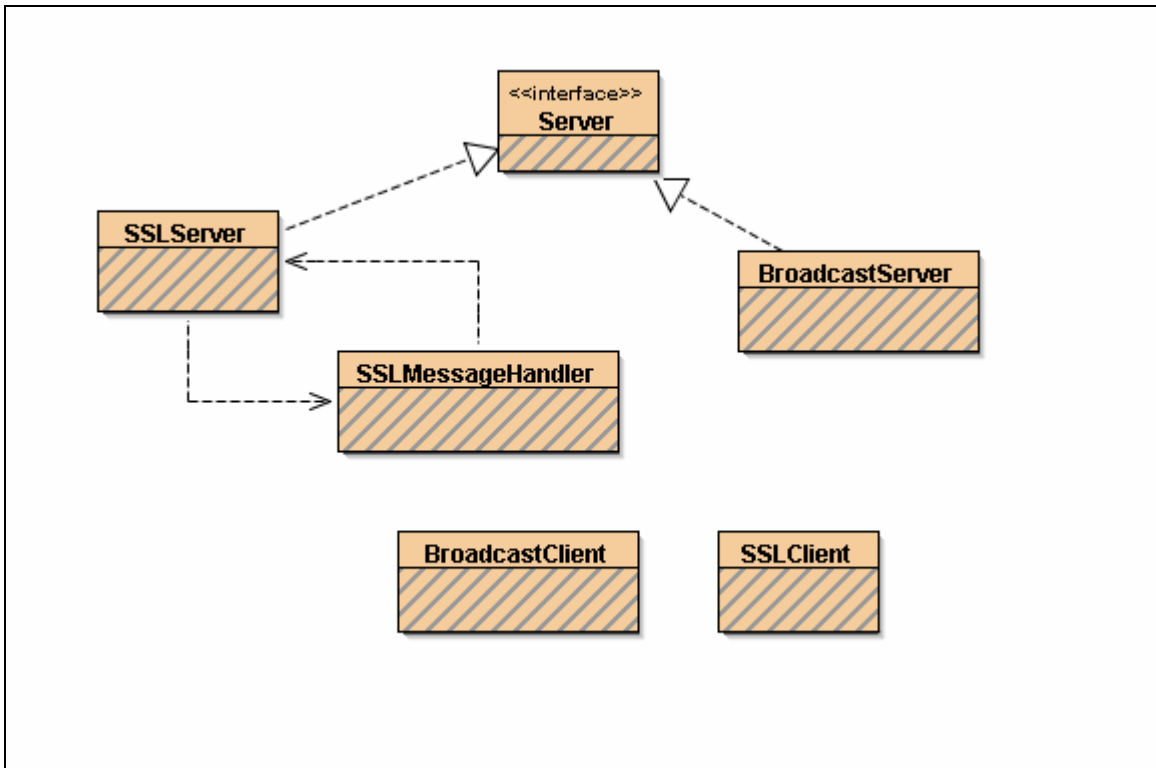 <<interface>>
Server
SSLServer
BroadcastServer
SSLMessageHandler
BroadcastClient
SSLClient